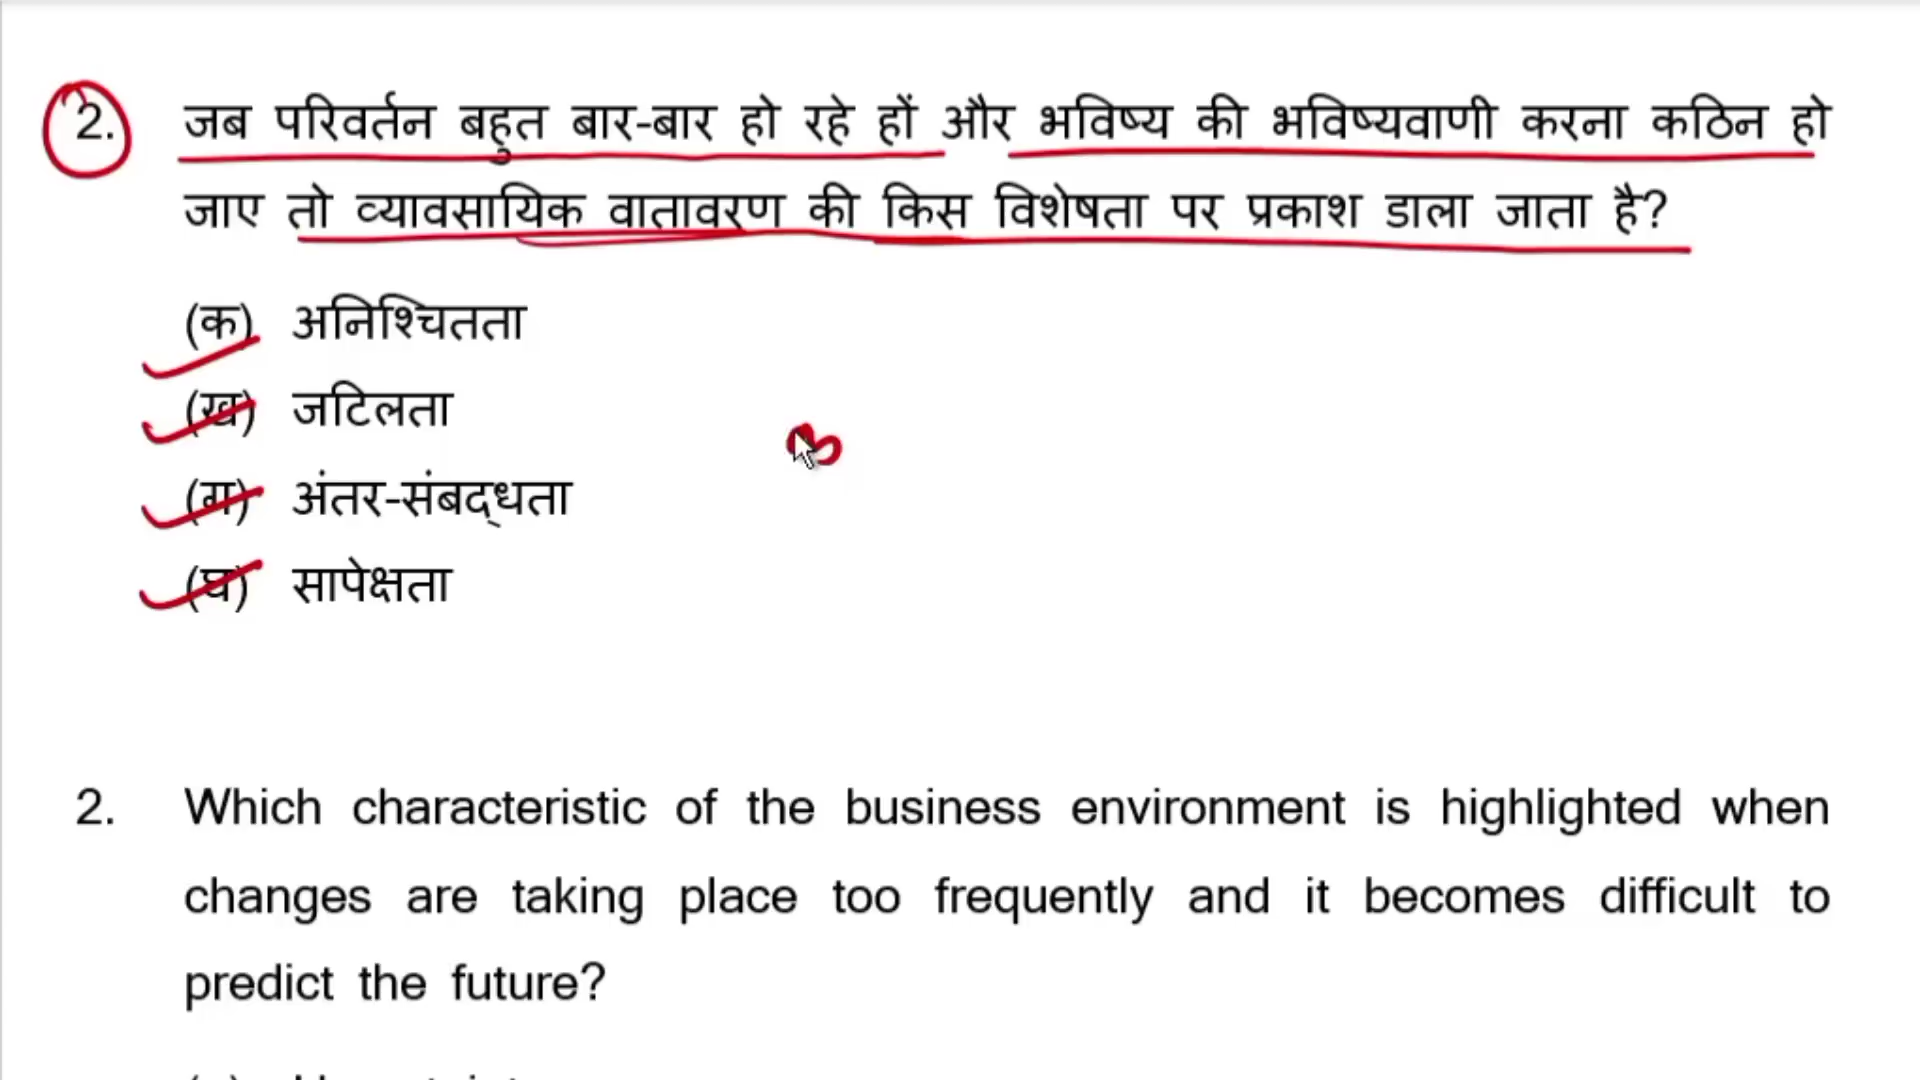 2. जब परिवर्तन बहुत बार-बार हो रहे हों और भविष्य की भविष्यवाणी करना कठिन हो
जाए तो व्यावसायिक वातावरण की किस विशेषता पर प्रकाश डाला जाता है?
(क) अनिश्चितता
(ख) जटिलता
(ग) अंतर-संबद्धता
(घ) सापेक्षता
2. Which characteristic of the business environment is highlighted when
changes are taking place too frequently and it becomes difficult to
predict the future?